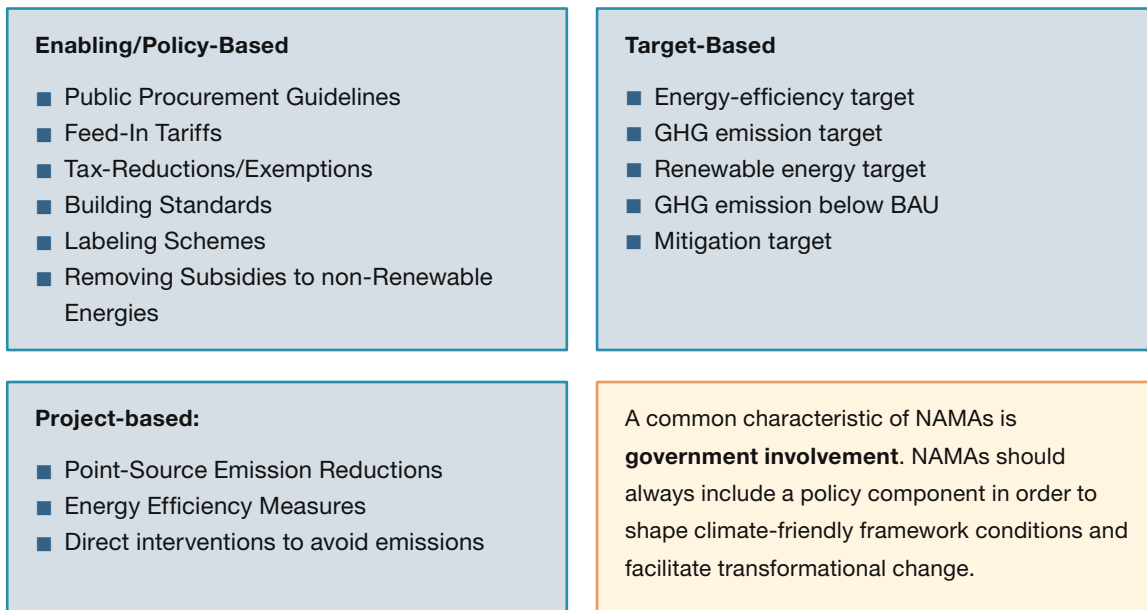 Enabling/Policy-Based
Public Procurement Guidelines
Feed-In Tariffs
Tax-Reductions/Exemptions
Building Standards
Labeling Schemes
Removing Subsidies to non-Renewable
Energies
Target-Based
Energy-efficiency target
GHG emission target
Renewable energy target
GHG emission below BAU
Mitigation target
Project-based:
Point-Source Emission Reductions
Energy Efficiency Measures
Direct interventions to avoid emissions
A common characteristic of NAMAs is
government involvement. NAMAs should
always include a policy component in order to
shape climate-friendly framework conditions and
facilitate transformational change.